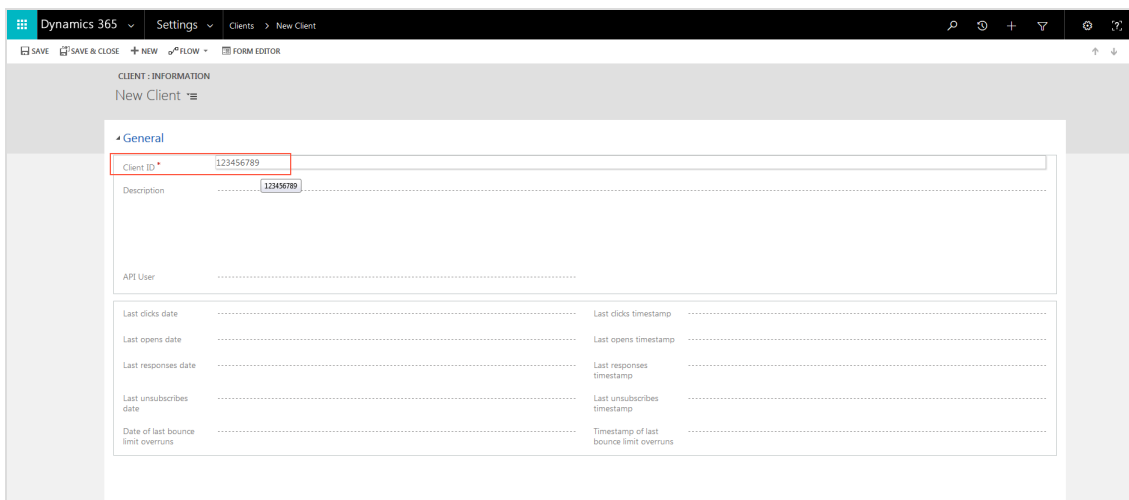 Dynamics 365 Settings Clients > New Client
SAVE SAVE & CLOSE + NEW FLOW FORM EDITOR
CLIENT : INFORMATION
New Client
General
Client ID * 123456789
Description 123456789
API User
Last clicks date Last clicks timestamp
Last opens date Last opens timestamp
Last responses date Last responses
timestamp
Last unsubscribes Last unsubscribes
date timestamp
Date of last bounce Timestamp of last
limit overruns bounce limit overruns